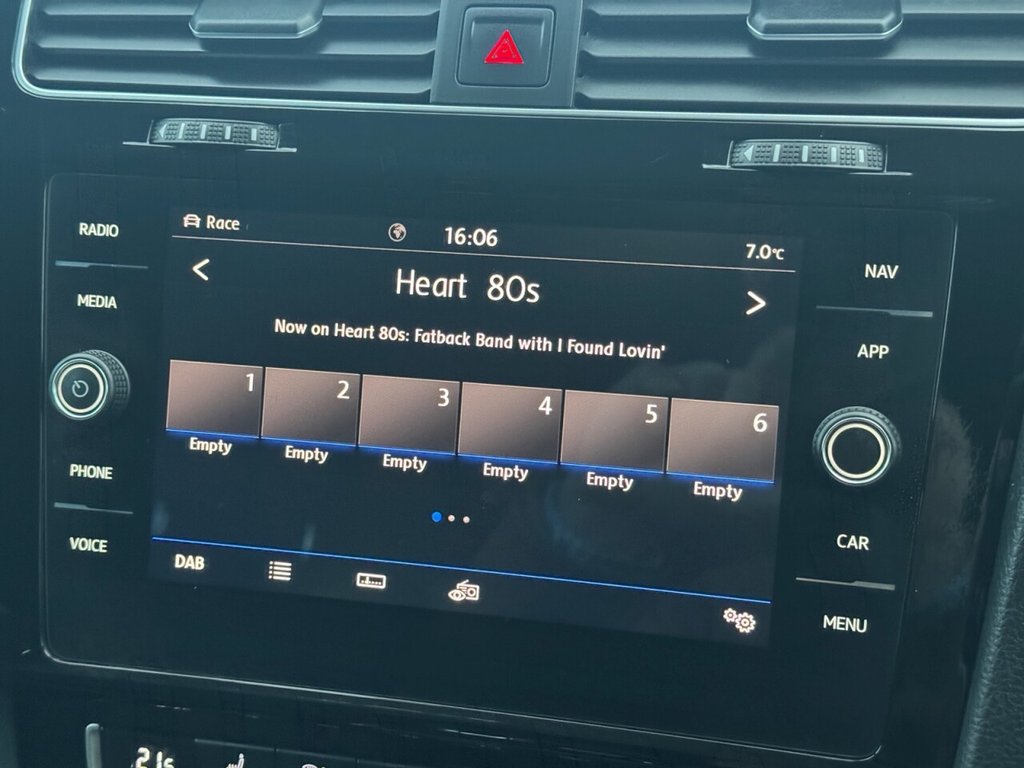 RADIO
MEDIA
PHONE
VOICE
Race
16:06
7.0°C
<
Heart 80s
>
Now on Heart 80s: Fatback Band with I Found Lovin'
1 2 3 4 5 6
Empty Empty Empty Empty Empty Empty
DAB
NAV
APP
CAR
MENU